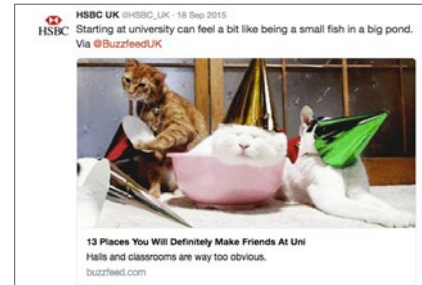 HSBC UK @HSBC_UK · 18 Sep 2015
HSBC
Starting at university can feel a bit like being a small fish in a big pond.
Via @BuzzfeedUK
13 Places You Will Definitely Make Friends At Uni
Halls and classrooms are way too obvious.
buzzfeed.com